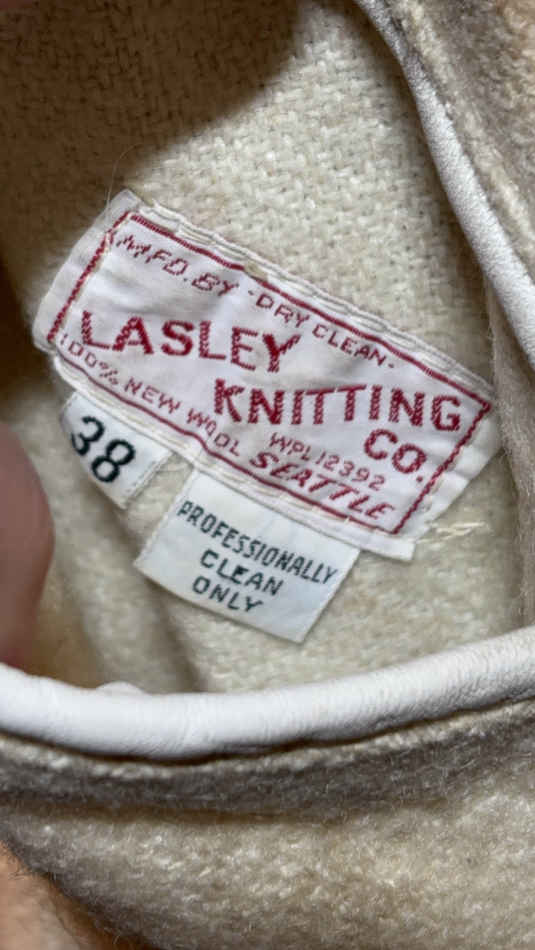 MFD. BY - DRY CLEAN -
LASLEY
KNITTING
CO.
100% NEW WOOL WPL 12392
SEATTLE
38
PROFESSIONALLY
CLEAN
ONLY